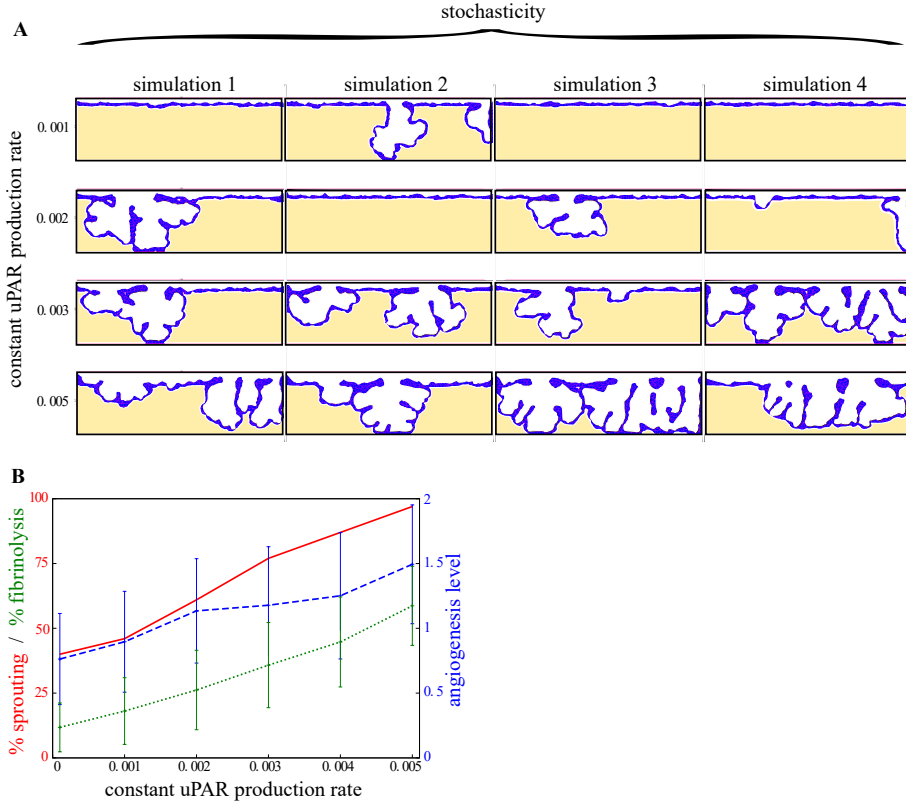 stochasticity
A
simulation 1 simulation 2 simulation 3 simulation 4
constant uPAR production rate
0.001
0.002
0.003
0.005
B
% sprouting / % fibrinolysis
100
75
50
25
0
2
1.5
1
0.5
0
angiogenesis level
0 0.001 0.002 0.003 0.004 0.005
constant uPAR production rate